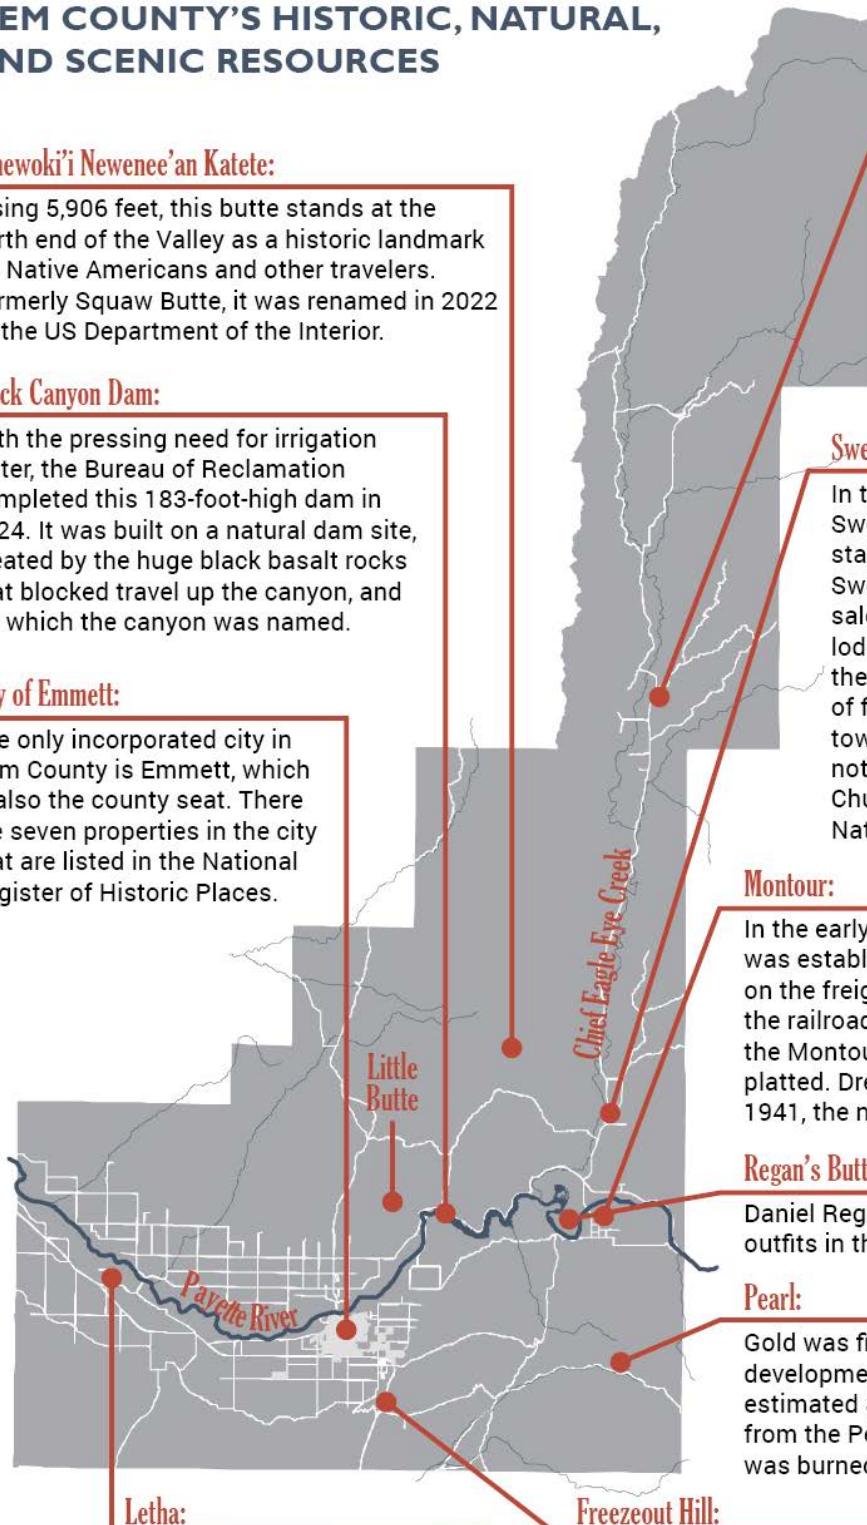 EM COUNTY'S HISTORIC, NATURAL,
ND SCENIC RESOURCES
newoki'i Newenee'an Katete:
sing 5,906 feet, this butte stands at the
rth end of the Valley as a historic landmark
Native Americans and other travelers.
rmerly Squaw Butte, it was renamed in 2022
the US Department of the Interior.
ck Canyon Dam:
th the pressing need for irrigation
ter, the Bureau of Reclamation
mpleted this 183-foot-high dam in
24. It was built on a natural dam site,
eated by the huge black basalt rocks
at blocked travel up the canyon, and
which the canyon was named.
y of Emmett:
e only incorporated city in
m County is Emmett, which
also the county seat. There
e seven properties in the city
at are listed in the National
gister of Historic Places.
Swe
In t
Sw
sta
Sw
sal
lod
the
of f
tow
not
Chu
Nat
Chief Eagle Eye Creek
Montour:
In the early
was establ
on the freig
the railroad
the Montou
platted. Dre
1941, the n
Little
Butte
Regan's Butt
Daniel Reg
outfits in th
Payette River
Pearl:
Gold was fi
developme
estimated
from the Pe
was burned
Letha:
Freezeout Hill: